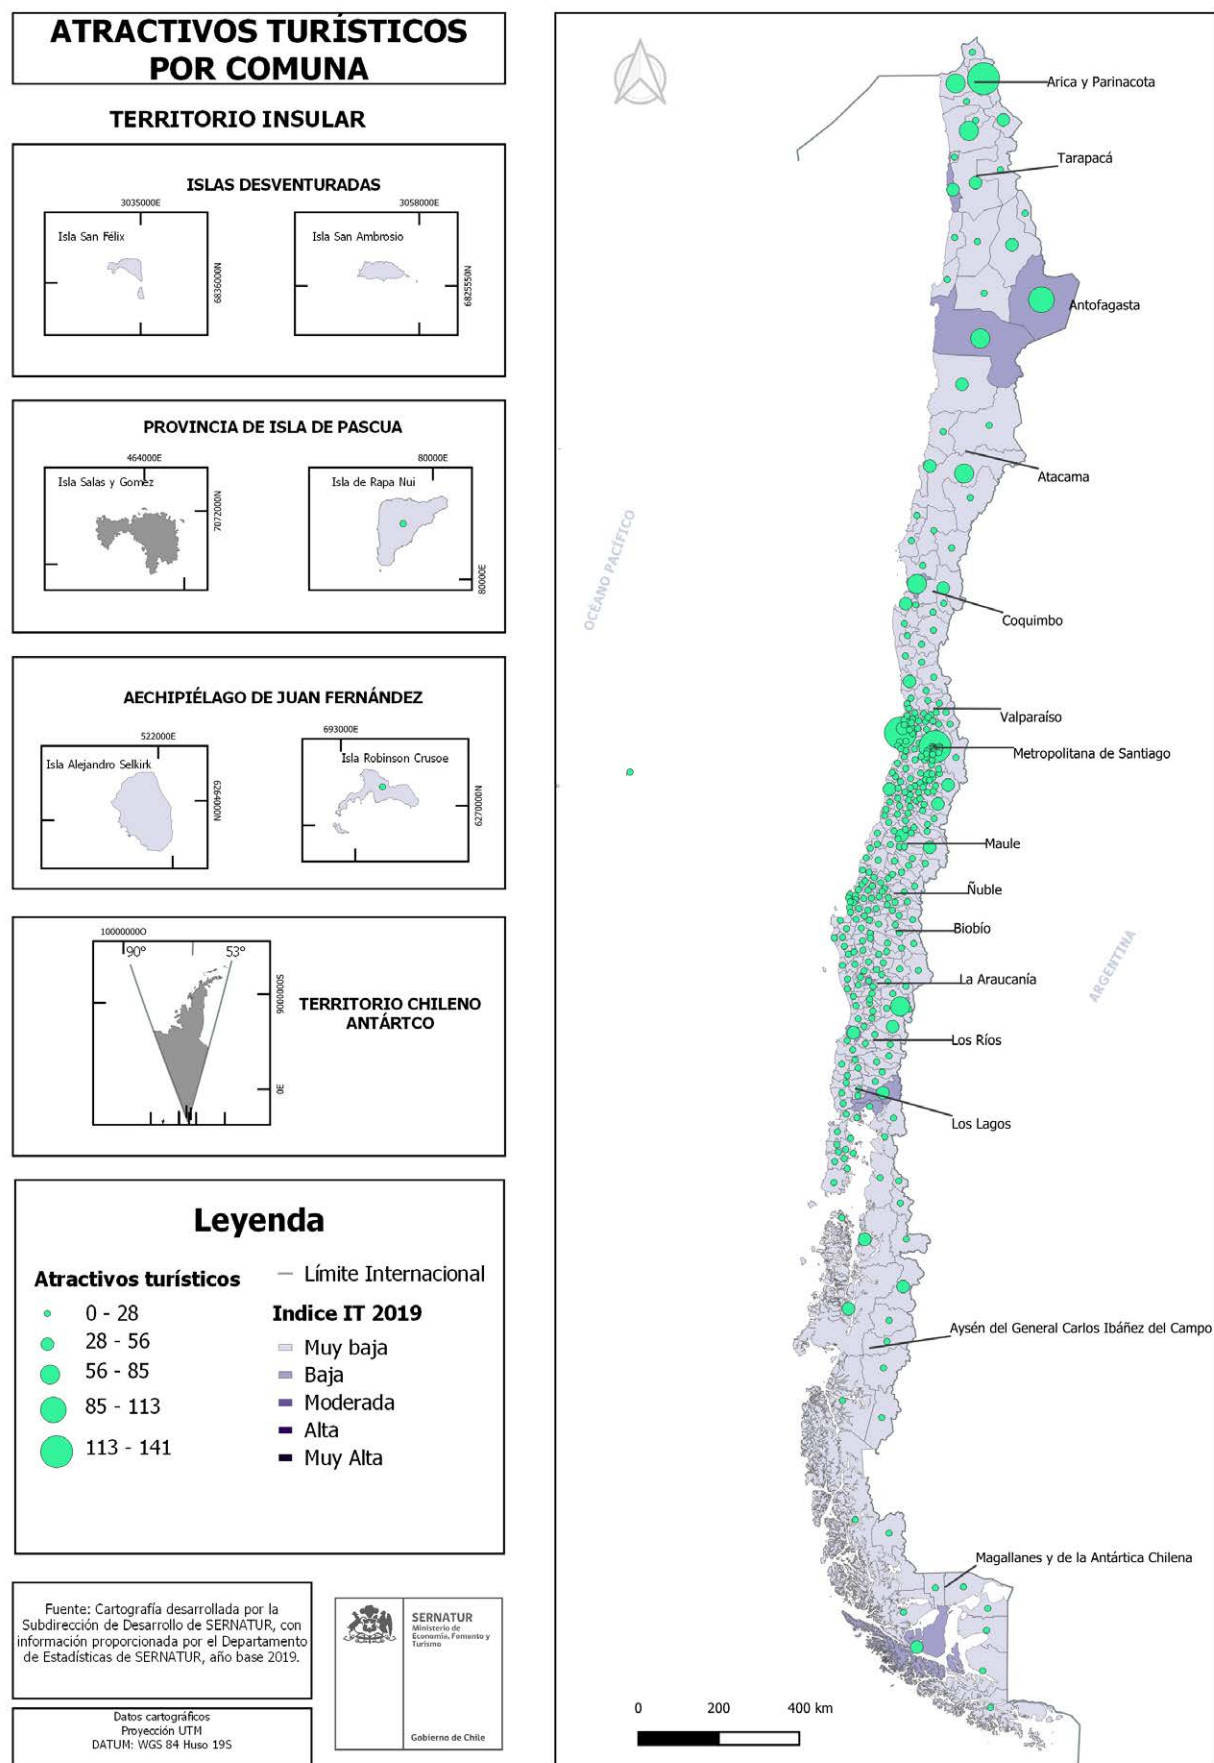 ATRACTIVOS TURÍSTICOS
POR COMUNA
TERRITORIO INSULAR
ISLAS DESVENTURADAS
3035000E
Isla San Félix
6836000N
3058000E
Isla San Ambrosio
6825550N
PROVINCIA DE ISLA DE PASCUA
464000E
Isla Salas y Gomez
7072000N
80000E
Isla de Rapa Nui
80000E
AECHIPIÉLAGO DE JUAN FERNÁNDEZ
522000E
Isla Alejandro Selkirk
6264000N
693000E
Isla Robinson Crusoe
6270000N
10000000O
90°
53°
9000000S
0E
TERRITORIO CHILENO
ANTÁRTCO
Leyenda
Atractivos turísticos
0 - 28
28 - 56
56 - 85
85 - 113
113 - 141
Límite Internacional
Indice IT 2019
Muy baja
Baja
Moderada
Alta
Muy Alta
Fuente: Cartografía desarrollada por la
Subdirección de Desarrollo de SERNATUR, con
información proporcionada por el Departamento
de Estadísticas de SERNATUR, año base 2019.
Datos cartográficos
Proyección UTM
DATUM: WGS 84 Huso 19S
SERNATUR
Ministerio de
Economía, Fomento y
Turismo
Gobierno de Chile
Arica y Parinacota
Tarapacá
Antofagasta
Atacama
OCÉANO PACÍFICO
Coquimbo
Valparaíso
Metropolitana de Santiago
Maule
Ñuble
Biobío
ARGENTINA
La Araucanía
Los Ríos
Los Lagos
Aysén del General Carlos Ibáñez del Campo
Magallanes y de la Antártica Chilena
0 200 400 km